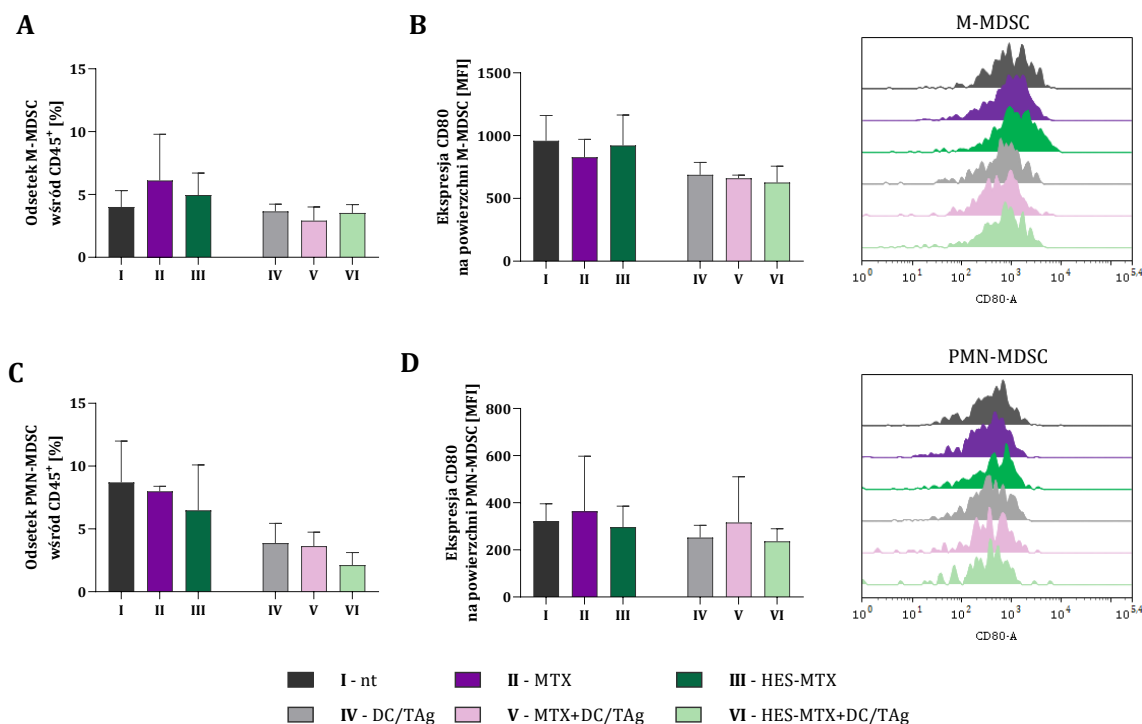 A
Odsetek M-MDSC
wśród CD45⁺ [%]
15
10
5
0
I II III IV V VI
B
Ekspresja CD80
na powierzchni M-MDSC [MFI]
1500
1000
500
0
I II III IV V VI
M-MDSC
10⁰ 10¹ 10² 10³ 10⁴ 10⁵·⁴
CD80-A
C
Odsetek PMN-MDSC
wśród CD45⁺ [%]
15
10
5
0
I II III IV V VI
D
Ekspresja CD80
na powierzchni PMN-MDSC [MFI]
800
600
400
200
0
I II III IV V VI
PMN-MDSC
10⁰ 10¹ 10² 10³ 10⁴ 10⁵·⁴
CD80-A
I - nt II - MTX III - HES-MTX
IV - DC/TAg V - MTX+DC/TAg VI - HES-MTX+DC/TAg